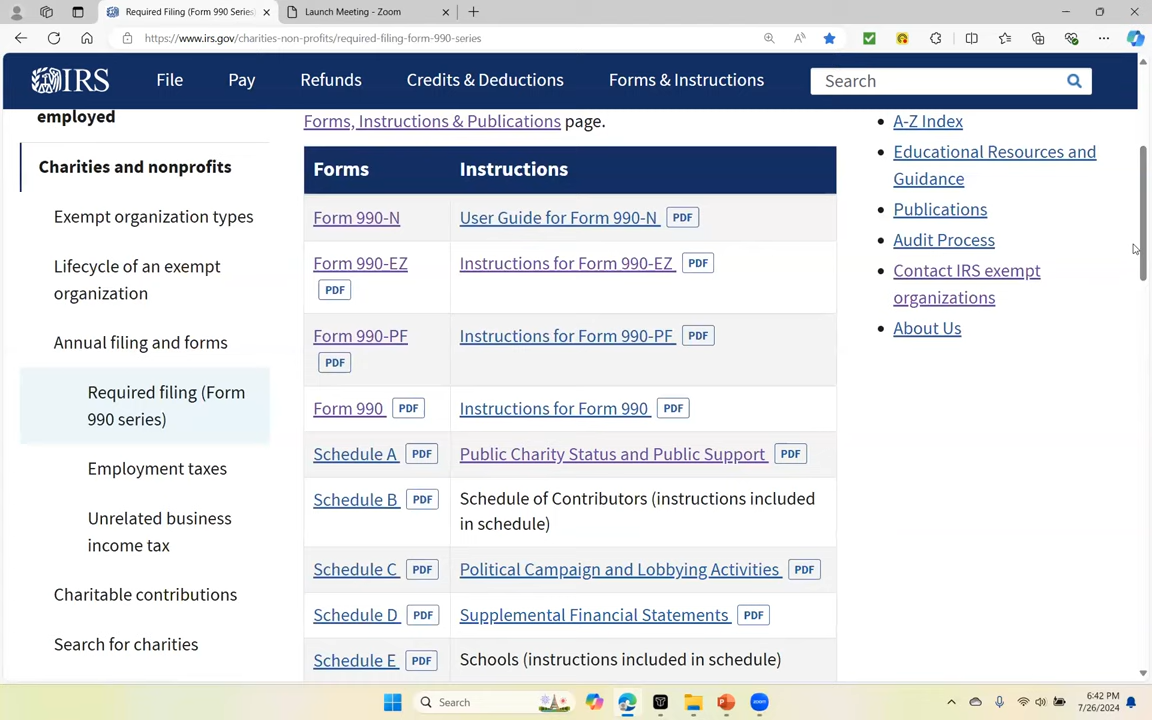 Required Filing (Form 990 Series)
Launch Meeting - Zoom
https://www.irs.gov/charities-non-profits/required-filing-form-990-series
IRS
File
Pay
Refunds
Credits & Deductions
Forms & Instructions
Search
employed
Charities and nonprofits
Exempt organization types
Lifecycle of an exempt
organization
Annual filing and forms
Required filing (Form
990 series)
Employment taxes
Unrelated business
income tax
Charitable contributions
Search for charities
Forms, Instructions & Publications page.
Forms Instructions
Form 990-N User Guide for Form 990-N PDF
Form 990-EZ Instructions for Form 990-EZ PDF
PDF
Form 990-PF Instructions for Form 990-PF PDF
PDF
Form 990 PDF Instructions for Form 990 PDF
Schedule A PDF Public Charity Status and Public Support PDF
Schedule B PDF Schedule of Contributors (instructions included
in schedule)
Schedule C PDF Political Campaign and Lobbying Activities PDF
Schedule D PDF Supplemental Financial Statements PDF
Schedule E PDF Schools (instructions included in schedule)
A-Z Index
Educational Resources and
Guidance
Publications
Audit Process
Contact IRS exempt
organizations
About Us
Search
6:42 PM
7/26/2024